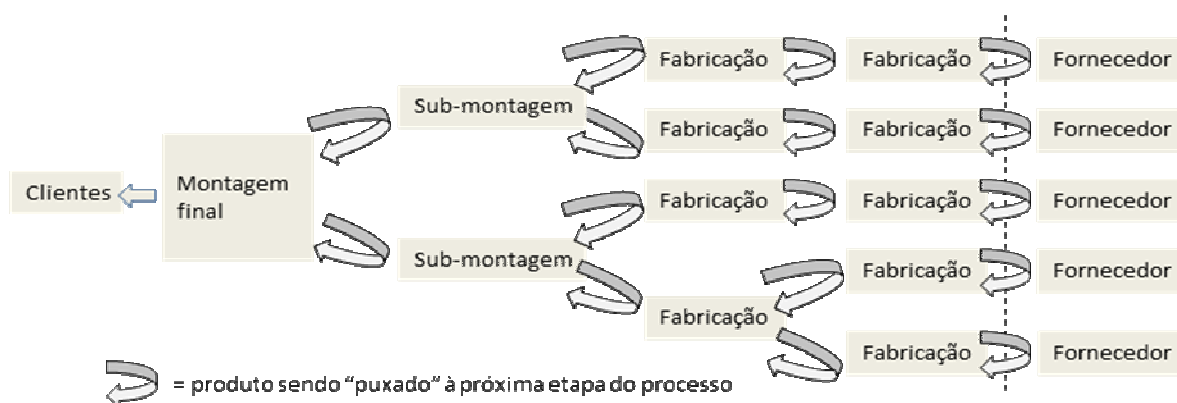 Fabricação
Fabricação
Fornecedor
Sub-montagem
Fabricação
Fabricação
Fornecedor
Clientes
Montagem
final
Fabricação
Fabricação
Fornecedor
Sub-montagem
Fabricação
Fornecedor
Fabricação
Fabricação
Fornecedor
= produto sendo “puxado” à próxima etapa do processo